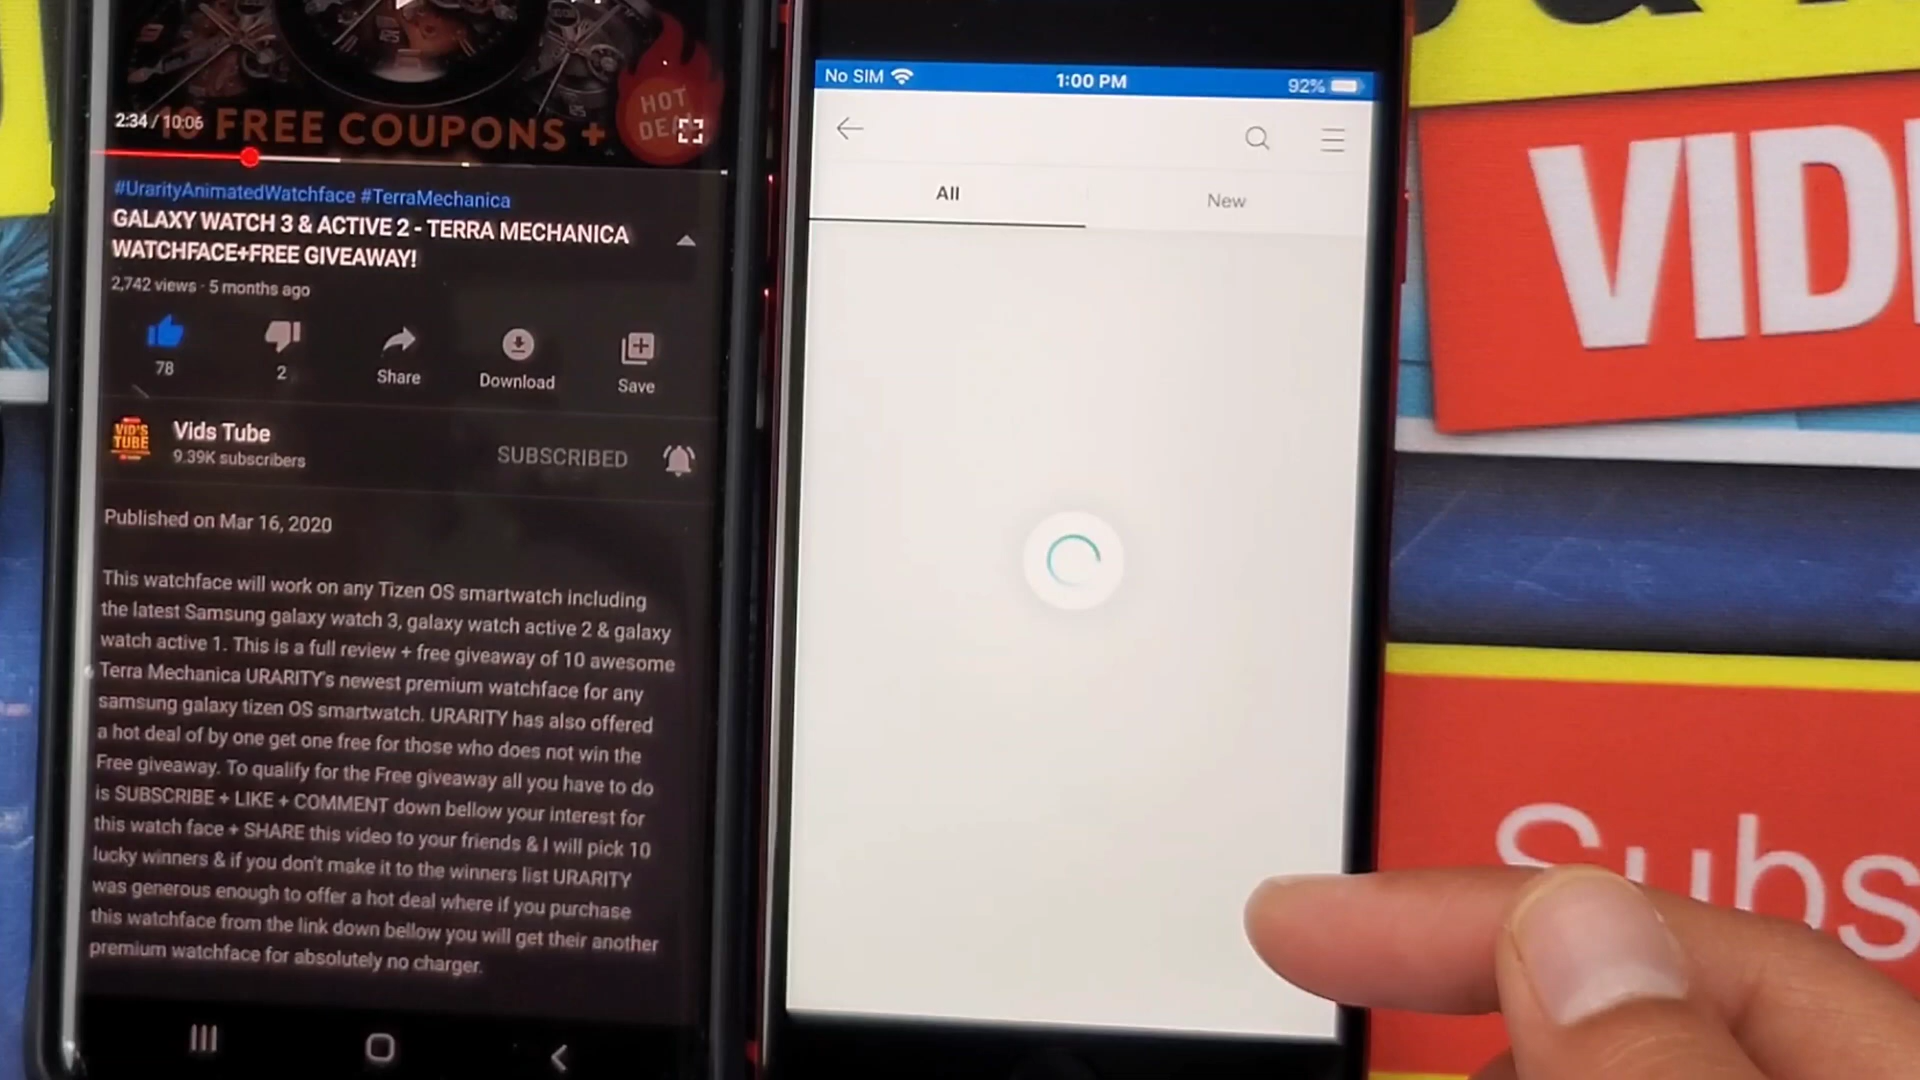 2:34 / 10:06
10 FREE COUPONS +
HOT
DEAL
#UrarityAnimatedWatchface #TerraMechanica
GALAXY WATCH 3 & ACTIVE 2 - TERRA MECHANICA
WATCHFACE+FREE GIVEAWAY!
2,742 views · 5 months ago
78
2
Share
Download
Save
VID'S
TUBE
Vids Tube
9.39K subscribers
SUBSCRIBED
Published on Mar 16, 2020
This watchface will work on any Tizen OS smartwatch including
the latest Samsung galaxy watch 3, galaxy watch active 2 & galaxy
watch active 1. This is a full review + free giveaway of 10 awesome
Terra Mechanica URARITY's newest premium watchface for any
samsung galaxy tizen OS smartwatch. URARITY has also offered
a hot deal of by one get one free for those who does not win the
Free giveaway. To qualify for the Free giveaway all you have to do
is SUBSCRIBE + LIKE + COMMENT down bellow your interest for
this watch face + SHARE this video to your friends & I will pick 10
lucky winners & if you don't make it to the winners list URARITY
was generous enough to offer a hot deal where if you purchase
this watchface from the link down bellow you will get their another
premium watchface for absolutely no charger.
No SIM
1:00 PM
92%
All
New
VID
Subs